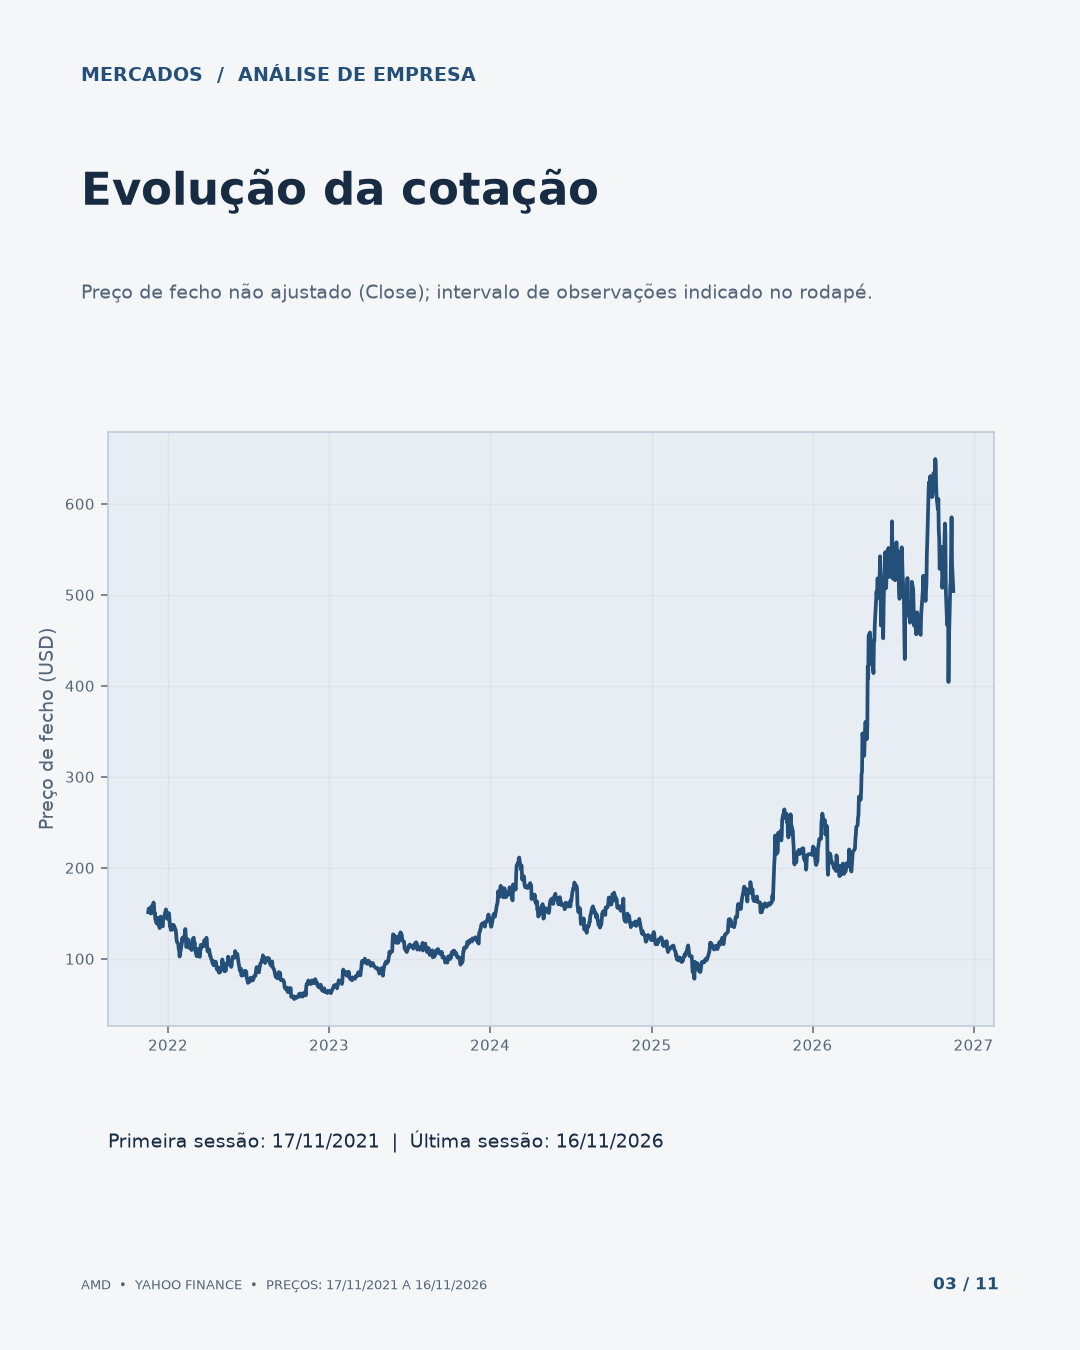 MERCADOS / ANÁLISE DE EMPRESA
Evolução da cotação
Preço de fecho não ajustado (Close); intervalo de observações indicado no rodapé.
Preço de fecho (USD)
600
500
400
300
200
100
2022 2023 2024 2025 2026 2027
Primeira sessão: 17/11/2021 | Última sessão: 16/11/2026
AMD • YAHOO FINANCE • PREÇOS: 17/11/2021 A 16/11/2026
03 / 11